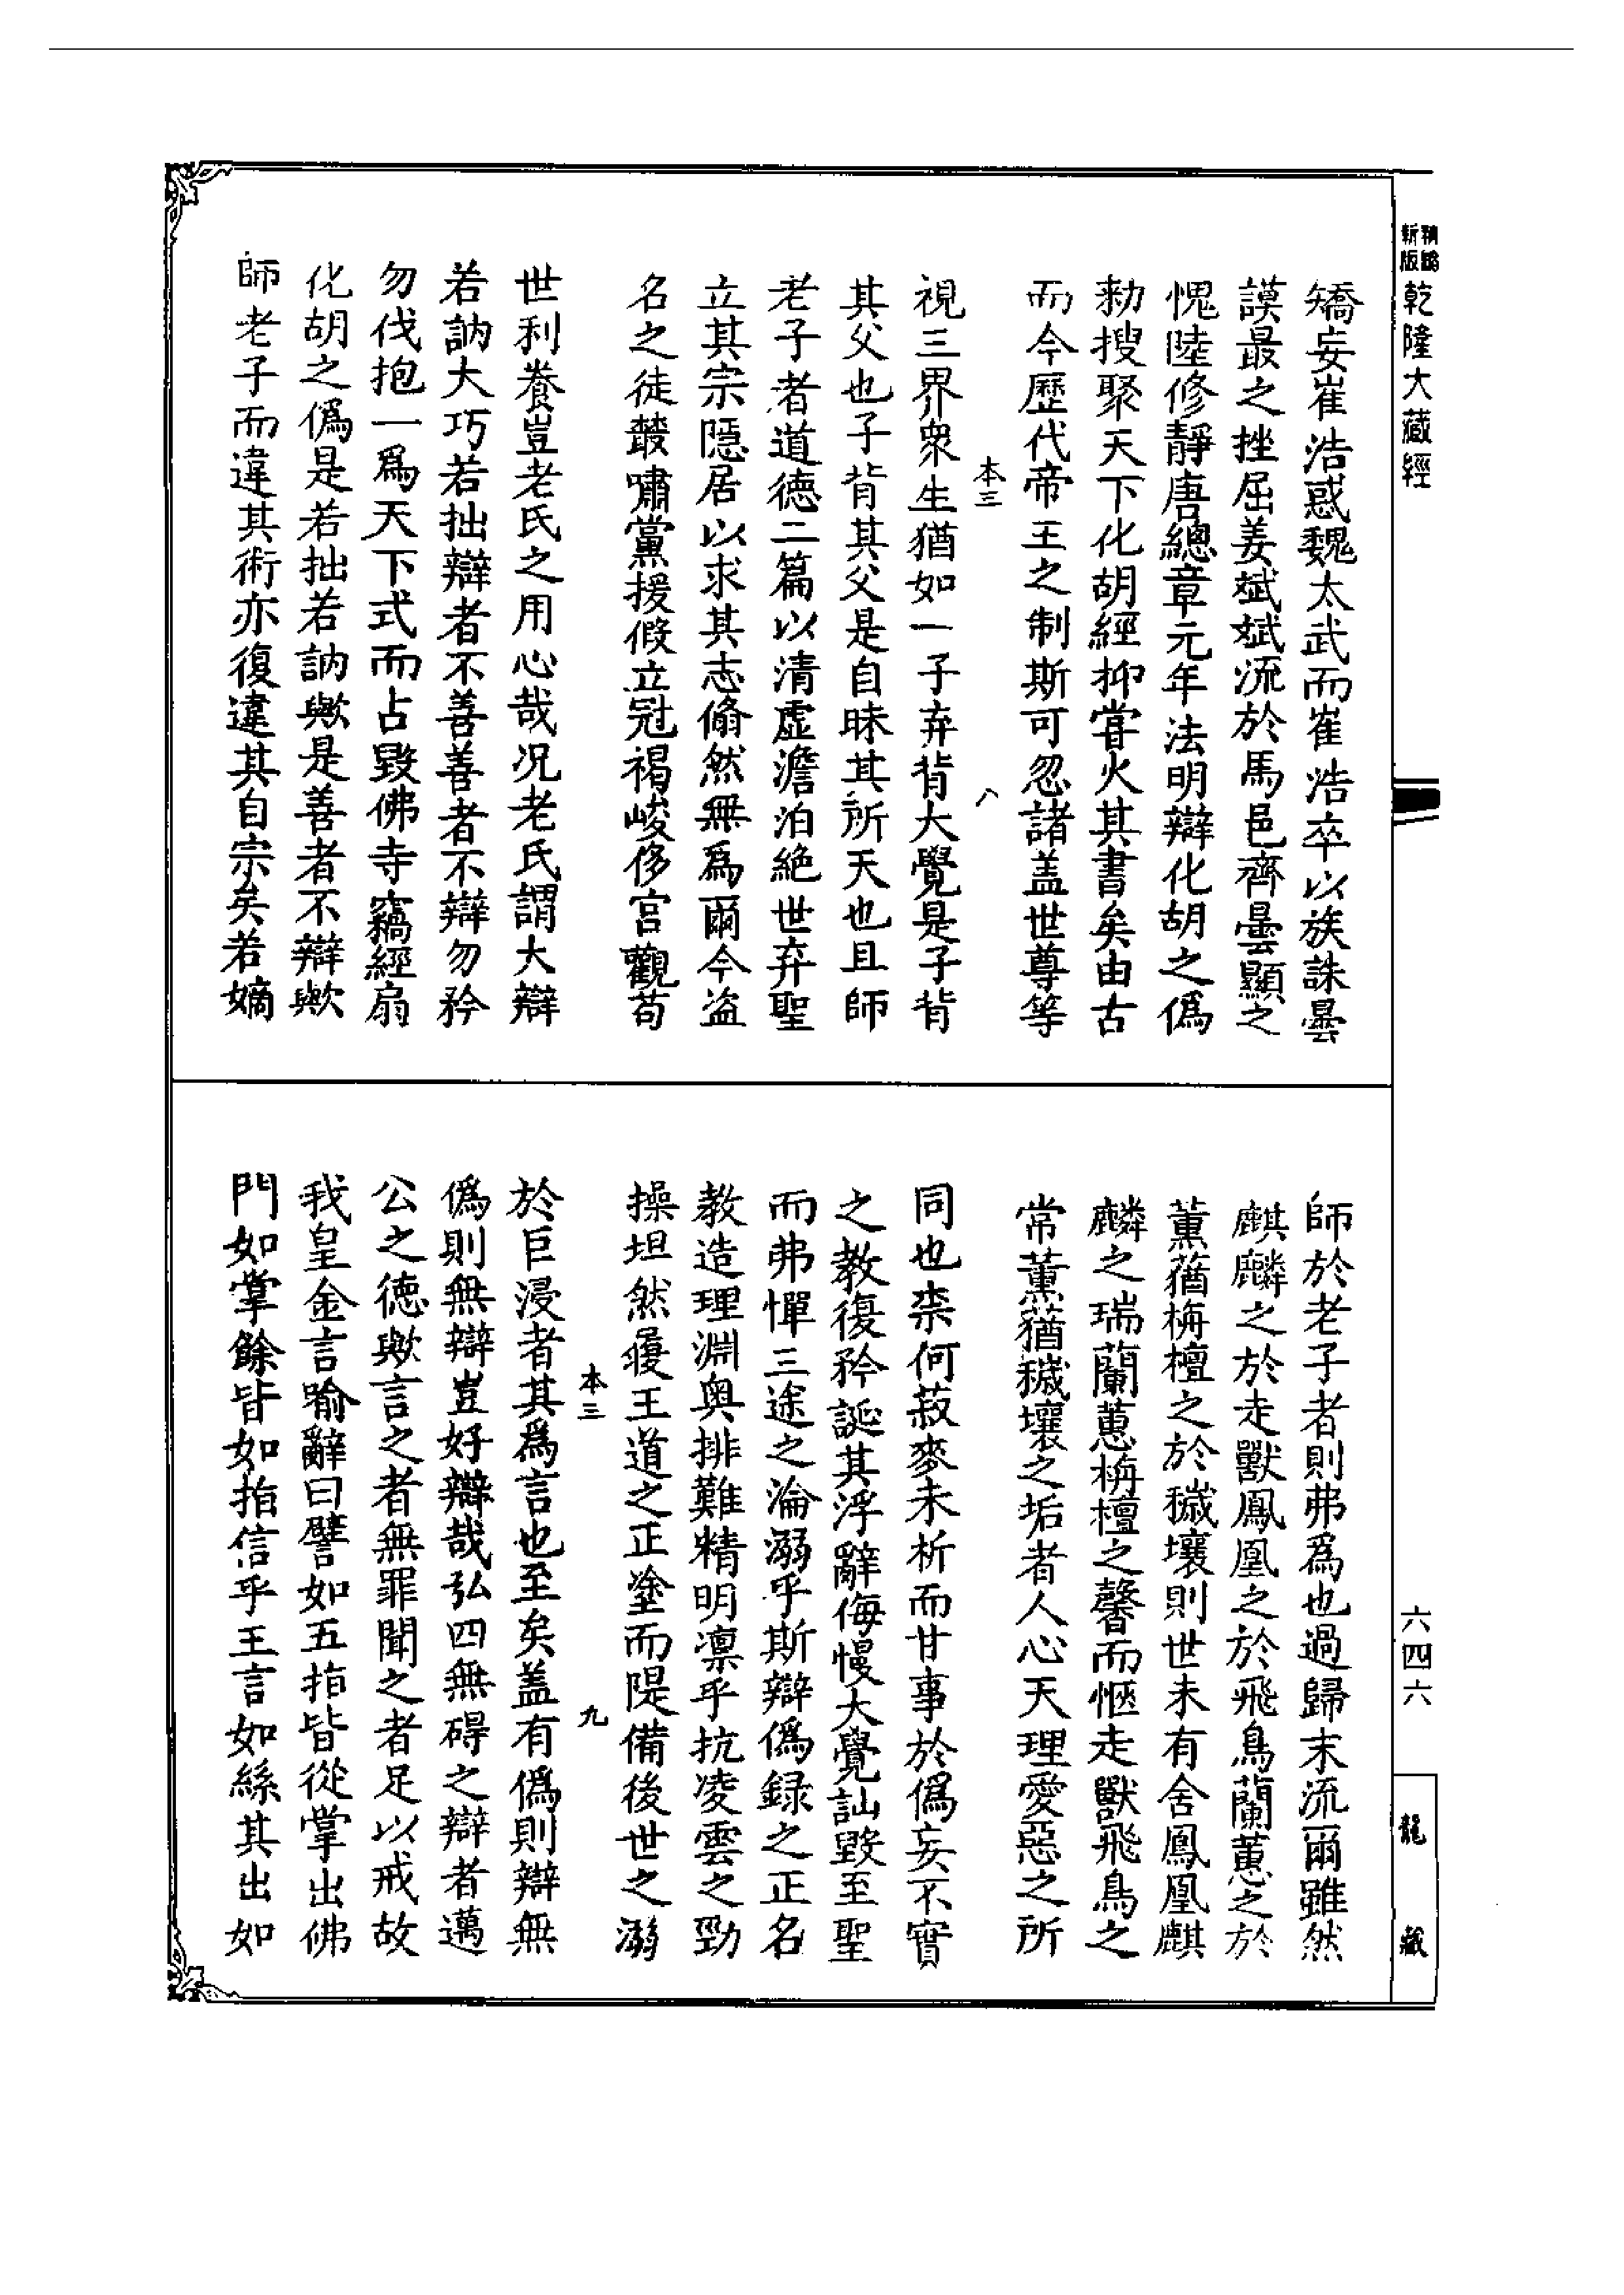 精縮
新版
乾隆大藏經
矯妄崔浩惑魏太武而崔浩卒以族誅曇
謨最之挫屈姜斌斌流於馬邑齊曇顯之
愧陸修靜唐總章元年法明辯化胡之僞
勑搜聚天下化胡經抑甞火其書矣由古
而今歷代帝王之制斯可忽諸盖世尊等
本三
八
視三界衆生猶如一子弃背大覺是子背
其父也子背其父是自昧其所天也且師
老子者道德二篇以清虛澹泊絶世弃聖
立其宗隱居以求其志翛然無爲爾今盜
名之徒叢嘯黨援假立冠褐峻侈宮觀苟
世利養豈老氏之用心哉况老氏謂大辯
若訥大巧若拙辯者不善善者不辯勿矜
勿伐抱一爲天下式而占毀佛寺竊經扇
化胡之僞是若拙若訥歟是善者不辯歟
師老子而違其術亦復違其自宗矣若嫡
師於老子者則弗爲也過歸末流爾雖然
麒麟之於走獸鳳凰之於飛鳥蘭蕙之於
薰蕕栴檀之於穢壤則世未有舍鳳凰麒
麟之瑞蘭蕙栴檀之馨而惬走獸飛鳥之
常薰蕕穢壤之垢者人心天理愛惡之所
同也柰何菽麥未析而甘事於僞妄不實
之教復矜誕其浮辭侮慢大覺訕毀至聖
而弗憚三途之淪溺乎斯辯僞録之正名
教造理淵奥排難精明凛乎抗凌雲之勁
操坦然履王道之正塗而隄備後世之溺
本三
九
於巨浸者其爲言也至矣盖有僞則辯無
僞則無辯豈好辯哉弘四無碍之辯者邁
公之德歟言之者無罪聞之者足以戒故
我皇金言喻辭曰譬如五指皆從掌出佛
門如掌餘皆如指信乎王言如絲其出如
六四六
龍
藏